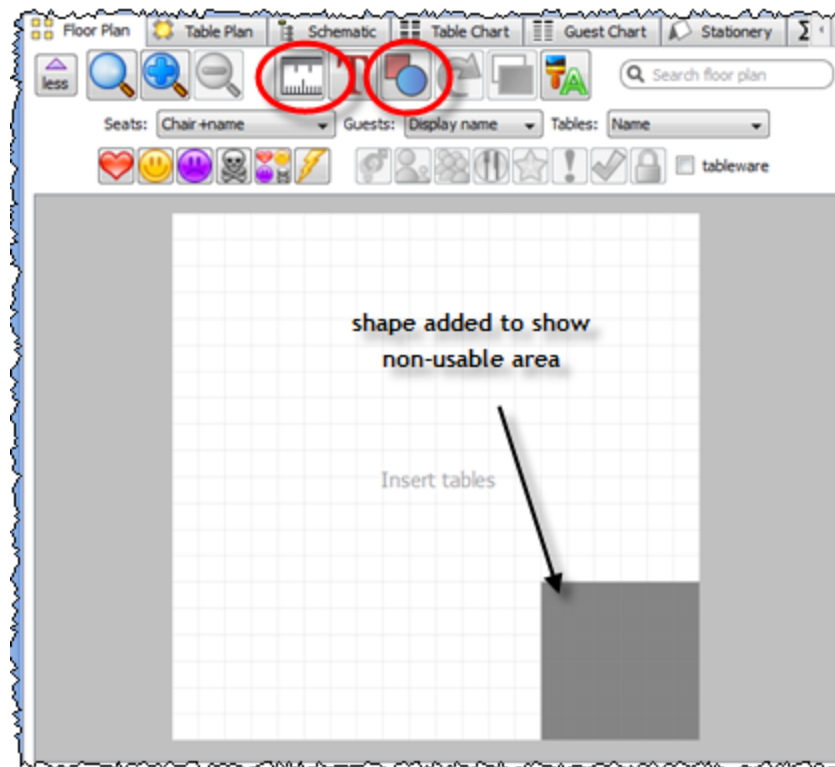 Floor Plan Table Plan Schematic Table Chart Guest Chart Stationery Σ
less T A Search floor plan
Seats: Chair+name Guests: Display name Tables: Name
tableware
shape added to show
non-usable area
Insert tables